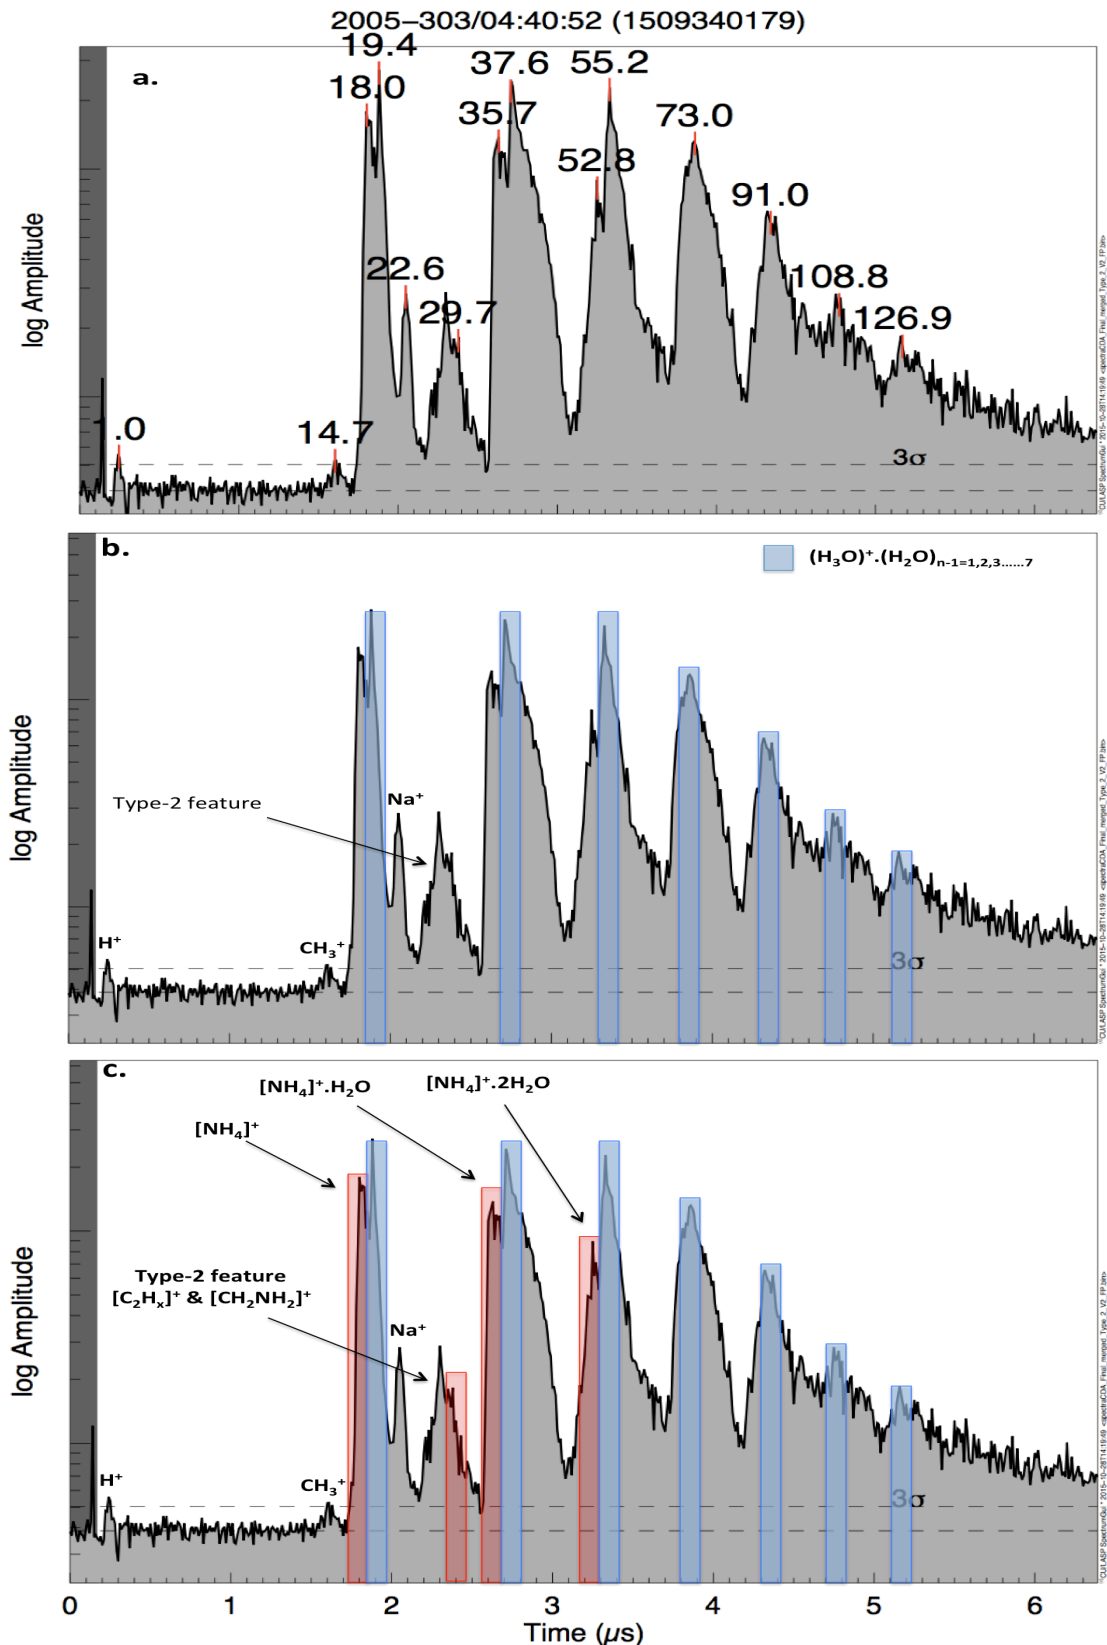 2005–303/04:40:52 (1509340179)
a.
19.4
18.0
37.6
55.2
35.7
73.0
52.8
91.0
22.6
29.7
108.8
126.9
1.0
14.7
3σ
log Amplitude
b.
(H₃O)⁺.(H₂O)ₙ₋₁₌₁,₂,₃......₇
Type-2 feature
Na⁺
H⁺
CH₃⁺
3σ
log Amplitude
c.
[NH₄]⁺.H₂O
[NH₄]⁺.2H₂O
[NH₄]⁺
Type-2 feature
[C₂Hₓ]⁺ & [CH₂NH₂]⁺
Na⁺
H⁺
CH₃⁺
3σ
log Amplitude
0 1 2 3 4 5 6
Time (µs)